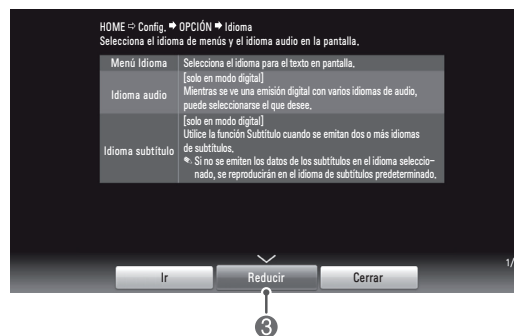 HOME ⇨ Config. ➡ OPCIÓN ➡ Idioma
Selecciona el idioma de menús y el idioma audio en la pantalla.
Menú Idioma Selecciona el idioma para el texto en pantalla.
[solo en modo digital]
Idioma audio Mientras se ve una emisión digital con varios idiomas de audio,
puede seleccionarse el que desee.
[solo en modo digital]
Utilice la función Subtítulo cuando se emitan dos o más idiomas
de subtítulos.
Idioma subtítulo ✎ Si no se emiten los datos de los subtítulos en el idioma seleccio-
nado, se reproducirán en el idioma de subtítulos predeterminado.
1/
Ir Reducir Cerrar
3